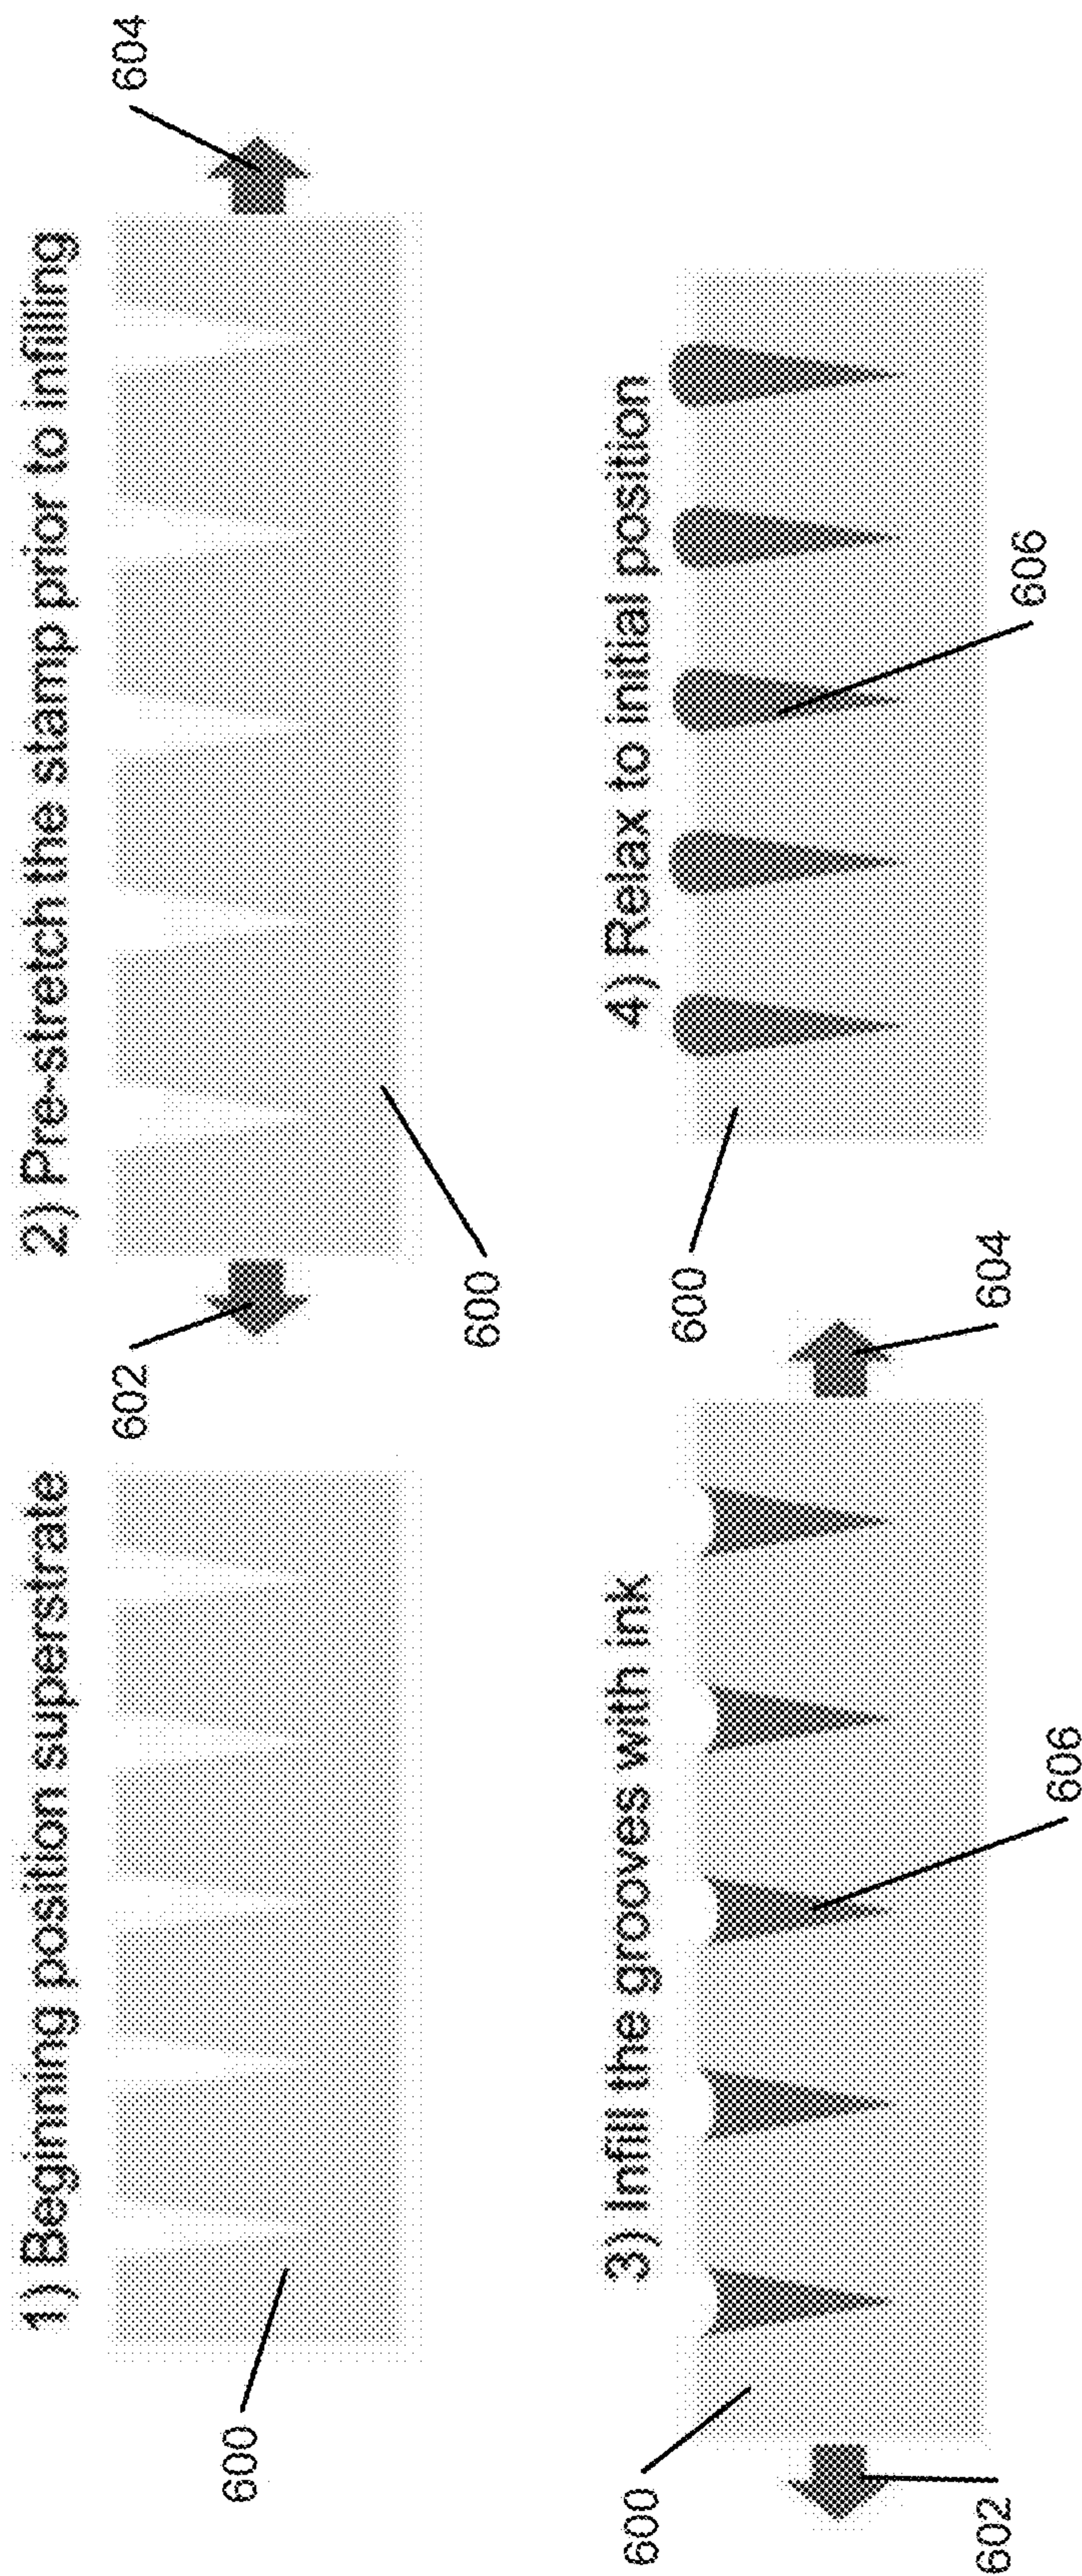 1) Beginning position superstrate
600
2) Pre-stretch the stamp prior to infilling
602
604
600
3) Infill the grooves with ink
600
602
606
604
4) Relax to initial position
600
606